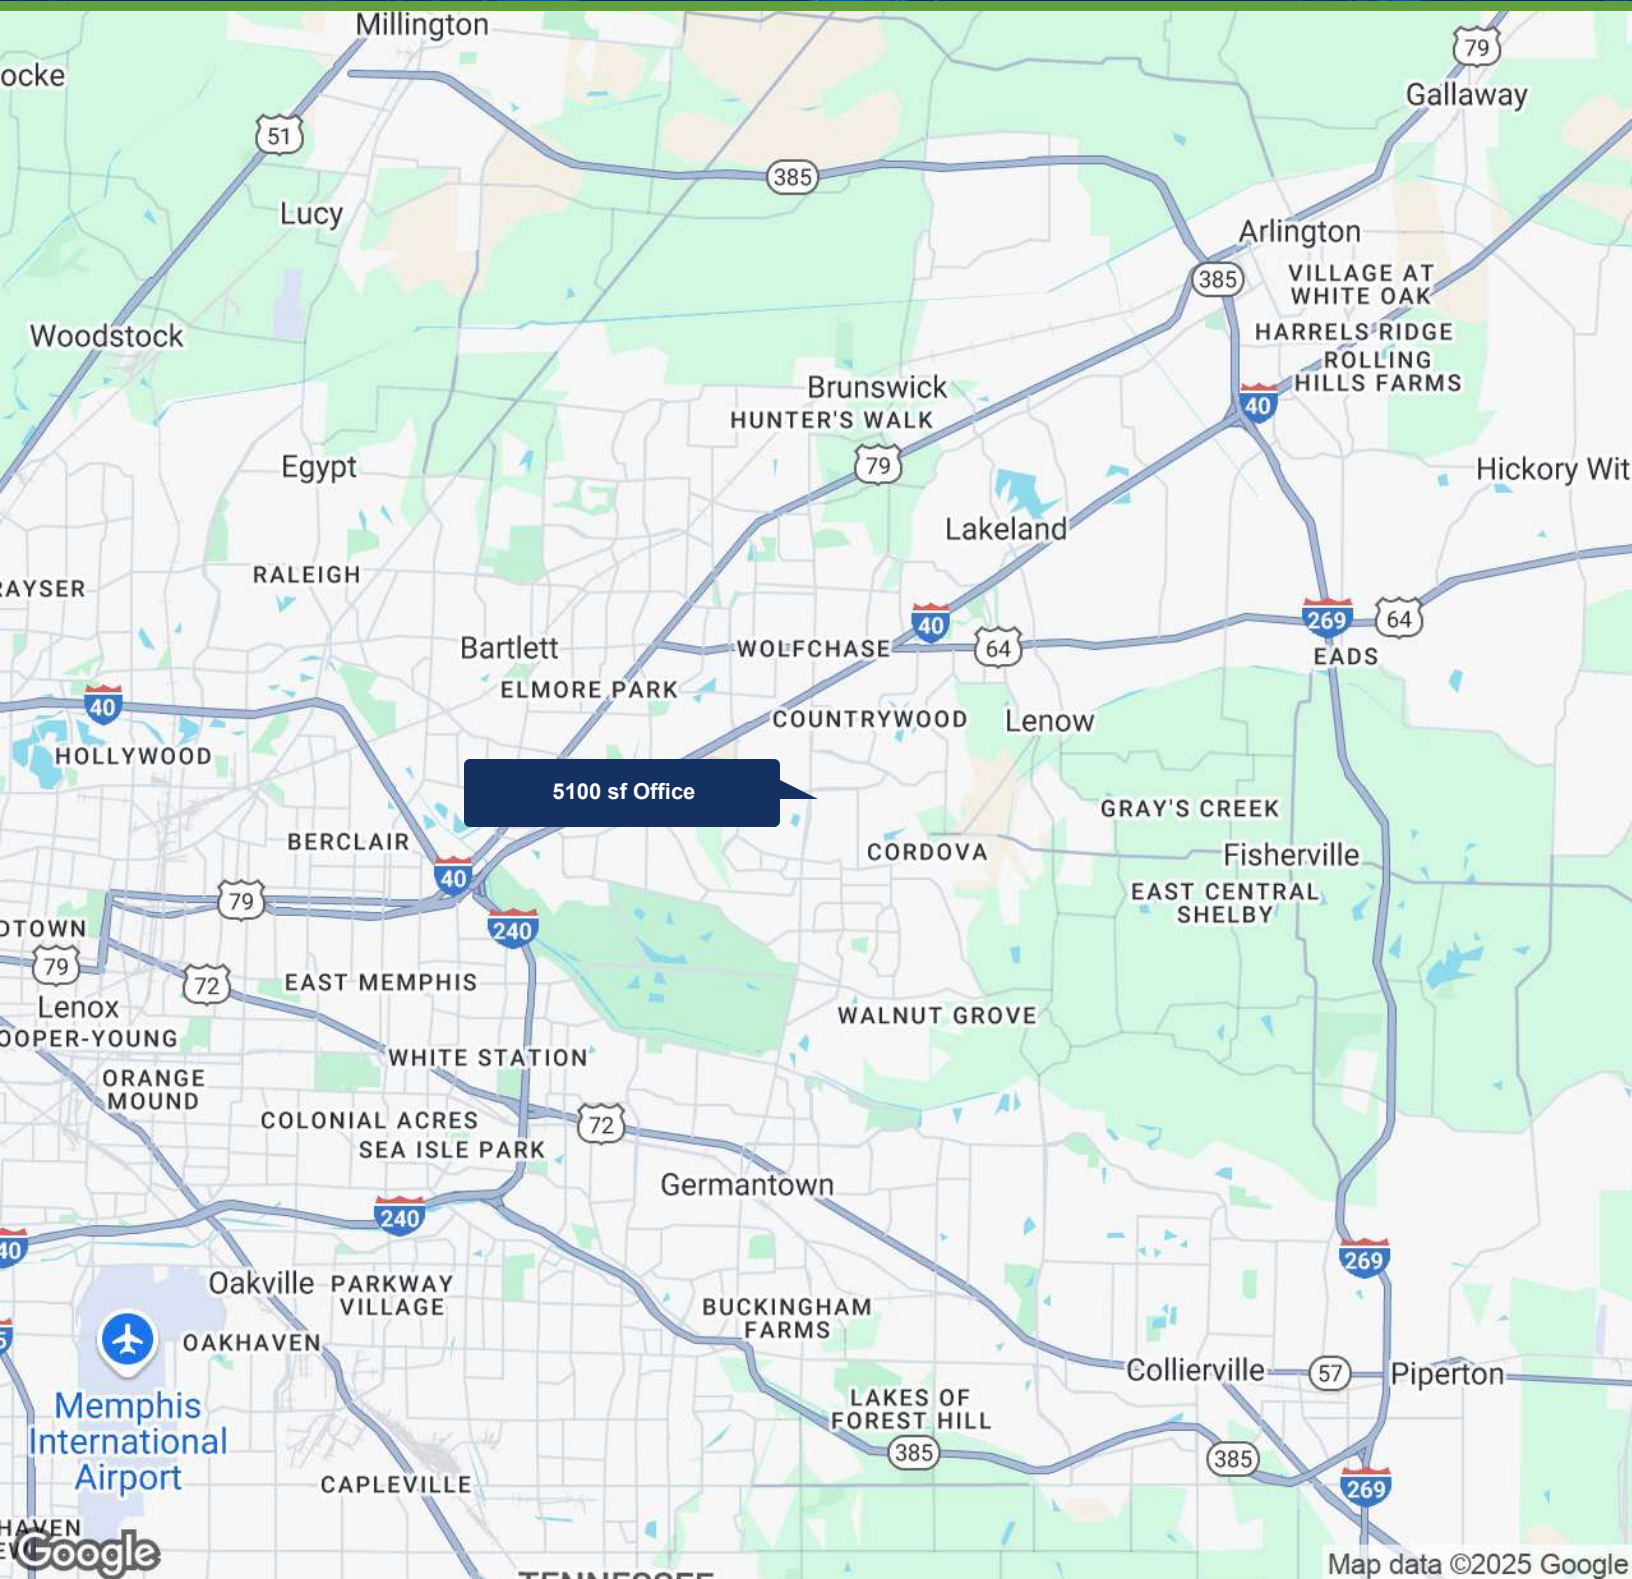 Millington
ocke
79
Gallaway
51
385
Lucy
Arlington
385
VILLAGE AT
WHITE OAK
Woodstock
HARRELS RIDGE
ROLLING
HILLS FARMS
Brunswick
HUNTER'S WALK
40
79
Egypt
Hickory Wit
Lakeland
RALEIGH
RAYSER
40
269
64
Bartlett
WOLFCHASE
64
EADS
ELMORE PARK
40
COUNTRYWOOD
Lenow
HOLLYWOOD
5100 sf Office
GRAY'S CREEK
BERCLAIR
CORDOVA
Fisherville
40
79
EAST CENTRAL
SHELBY
DTOWN
240
79
72
EAST MEMPHIS
Lenox
WALNUT GROVE
OOPER-YOUNG
WHITE STATION
ORANGE
MOUND
COLONIAL ACRES
72
SEA ISLE PARK
Germantown
240
40
269
Oakville
PARKWAY
VILLAGE
BUCKINGHAM
FARMS
5
OAKHAVEN
Collierville
57
Piperton
Memphis
International
Airport
LAKES OF
FOREST HILL
385
385
CAPLEVILLE
269
HAVEN
Google
TENNESSEE
Map data ©2025 Google